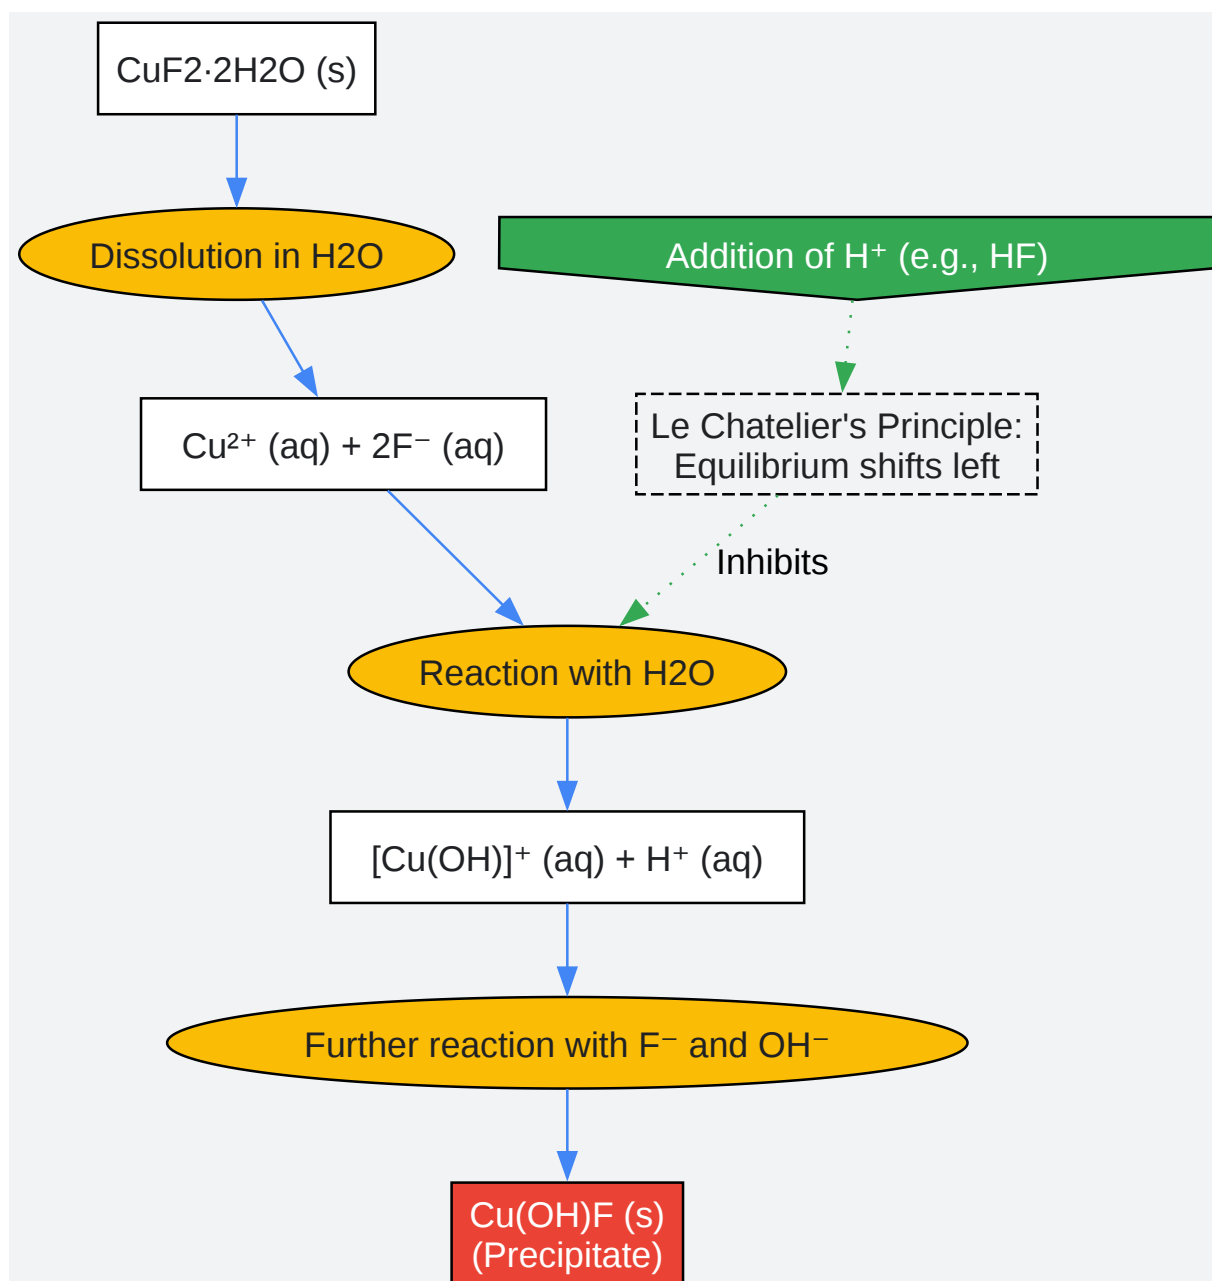 CuF2·2H2O (s)
Dissolution in H2O
Addition of H⁺ (e.g., HF)
Cu²⁺ (aq) + 2F⁻ (aq)
Le Chatelier's Principle:
Equilibrium shifts left
Inhibits
Reaction with H2O
[Cu(OH)]⁺ (aq) + H⁺ (aq)
Further reaction with F⁻ and OH⁻
Cu(OH)F (s)
(Precipitate)